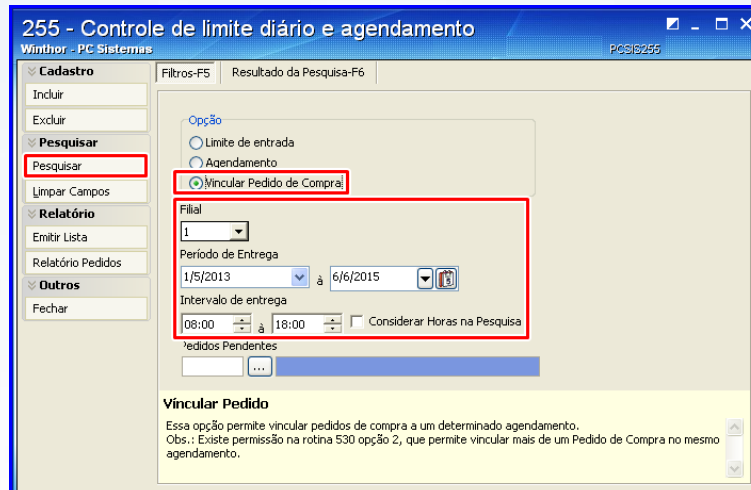 255 - Controle de limite diário e agendamento
Winthor - PC Sistemas
PCSIS255
Cadastro
Incluir
Excluir
Pesquisar
Pesquisar
Limpar Campos
Relatório
Emitir Lista
Relatório Pedidos
Outros
Fechar
Filtros-F5
Resultado da Pesquisa-F6
Opção
Limite de entrada
Agendamento
Vincular Pedido de Compra
Filial
1
Período de Entrega
1/5/2013 à 6/6/2015
Intervalo de entrega
08:00 à 18:00 Considerar Horas na Pesquisa
Pedidos Pendentes
...
Víncular Pedido
Essa opção permite vincular pedidos de compra a um determinado agendamento.
Obs.: Existe permissão na rotina 530 opção 2, que permite vincular mais de um Pedido de Compra no mesmo
agendamento.